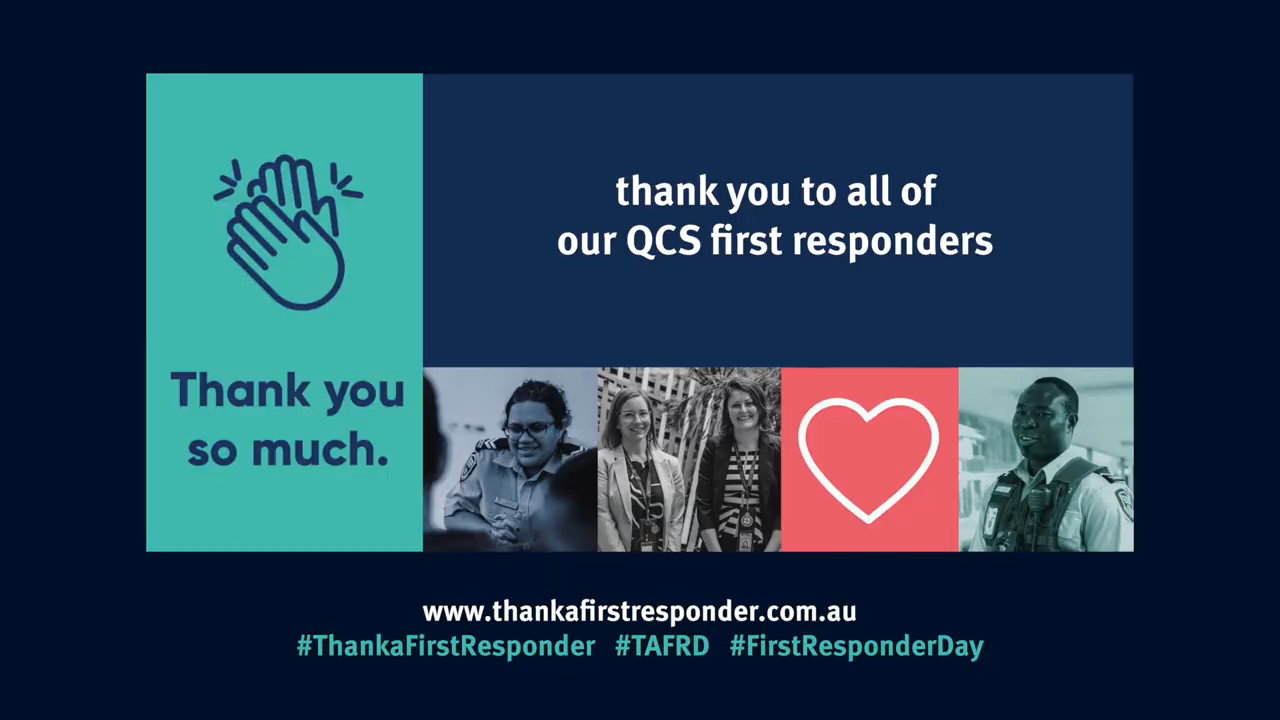 Thank you
so much.
thank you to all of
our QCS first responders
www.thankafirstresponder.com.au
#ThankaFirstResponder #TAFRD #FirstResponderDay